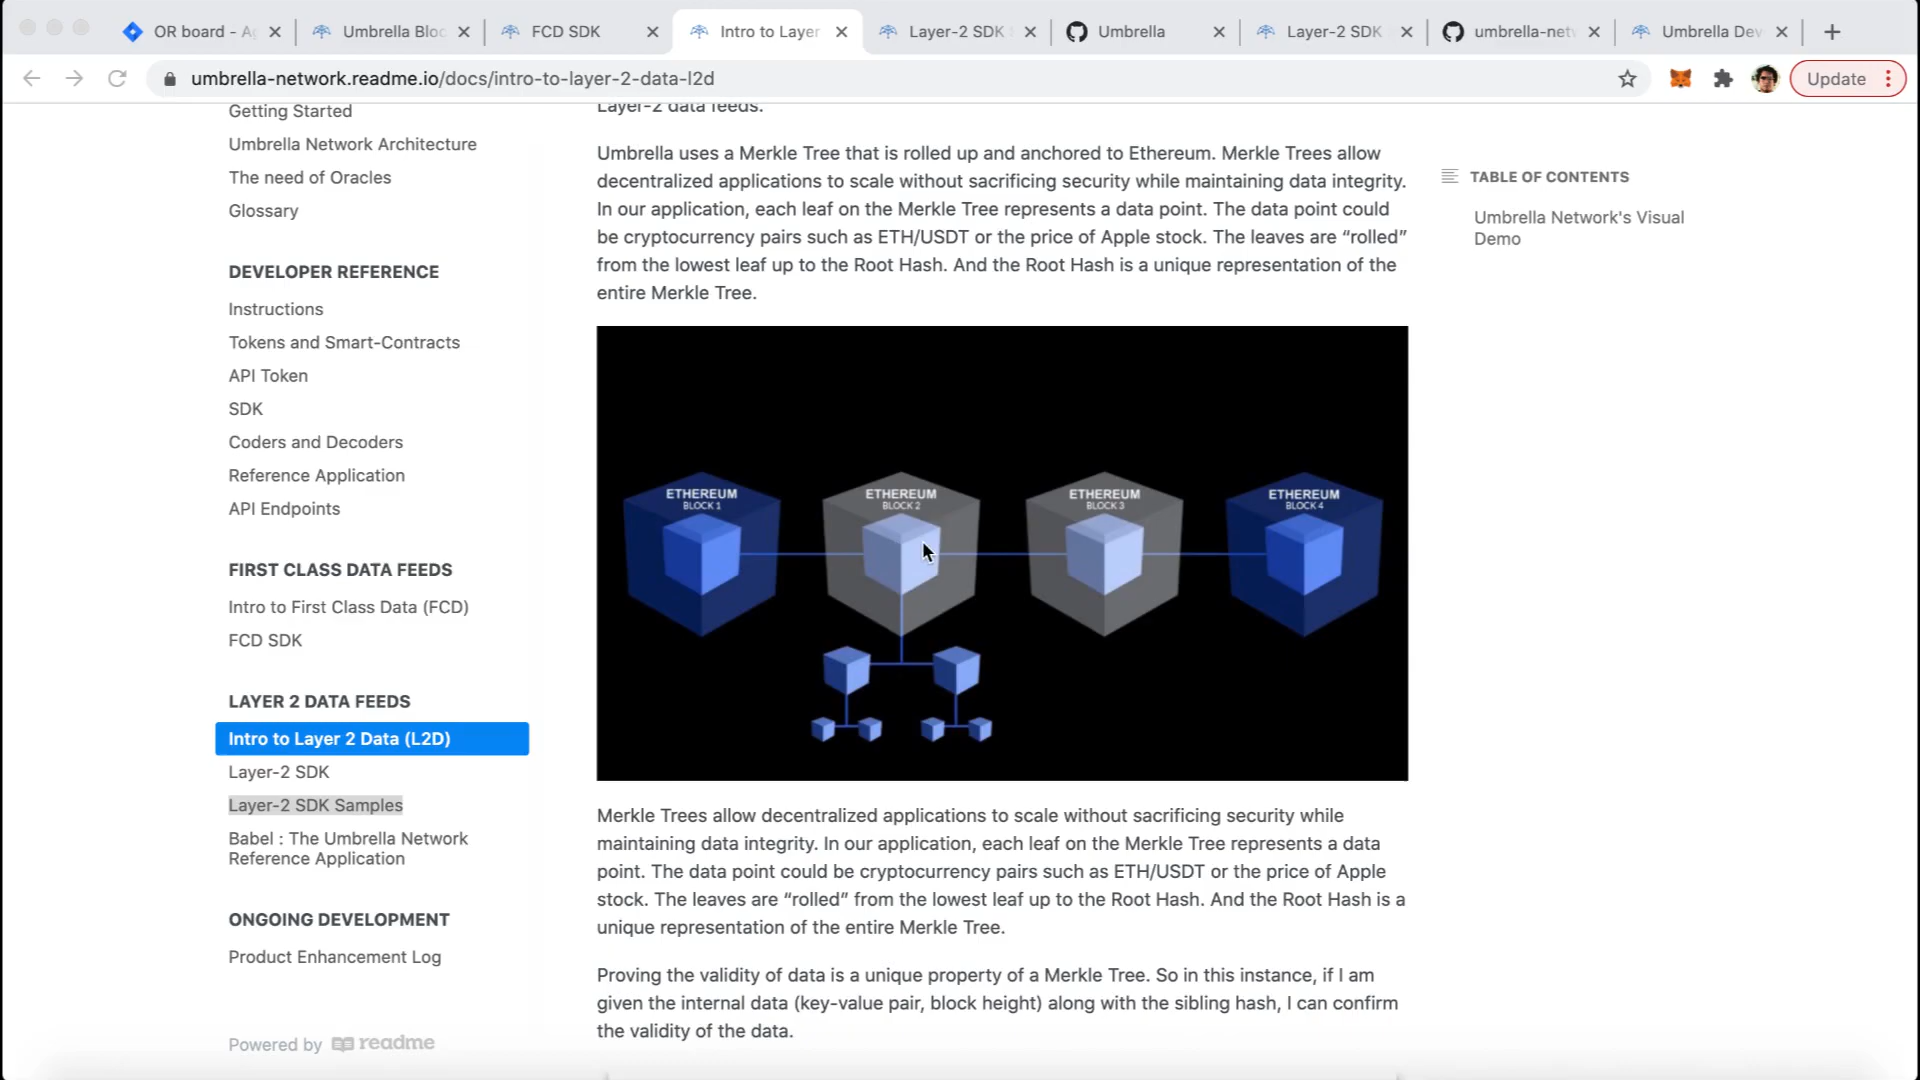 OR board - A
Umbrella Bloc
FCD SDK
Intro to Layer
Layer-2 SDK
Umbrella
Layer-2 SDK
umbrella-net
Umbrella Dev
umbrella-network.readme.io/docs/intro-to-layer-2-data-l2d
Update
Getting Started
Umbrella Network Architecture
The need of Oracles
Glossary
DEVELOPER REFERENCE
Instructions
Tokens and Smart-Contracts
API Token
SDK
Coders and Decoders
Reference Application
API Endpoints
FIRST CLASS DATA FEEDS
Intro to First Class Data (FCD)
FCD SDK
LAYER 2 DATA FEEDS
Intro to Layer 2 Data (L2D)
Layer-2 SDK
Layer-2 SDK Samples
Babel : The Umbrella Network
Reference Application
ONGOING DEVELOPMENT
Product Enhancement Log
Powered by readme
Layer-2 data feeds.
Umbrella uses a Merkle Tree that is rolled up and anchored to Ethereum. Merkle Trees allow
decentralized applications to scale without sacrificing security while maintaining data integrity.
In our application, each leaf on the Merkle Tree represents a data point. The data point could
be cryptocurrency pairs such as ETH/USDT or the price of Apple stock. The leaves are “rolled”
from the lowest leaf up to the Root Hash. And the Root Hash is a unique representation of the
entire Merkle Tree.
ETHEREUM
BLOCK 1
ETHEREUM
BLOCK 2
ETHEREUM
BLOCK 3
ETHEREUM
BLOCK 4
Merkle Trees allow decentralized applications to scale without sacrificing security while
maintaining data integrity. In our application, each leaf on the Merkle Tree represents a data
point. The data point could be cryptocurrency pairs such as ETH/USDT or the price of Apple
stock. The leaves are “rolled” from the lowest leaf up to the Root Hash. And the Root Hash is a
unique representation of the entire Merkle Tree.
Proving the validity of data is a unique property of a Merkle Tree. So in this instance, if I am
given the internal data (key-value pair, block height) along with the sibling hash, I can confirm
the validity of the data.
TABLE OF CONTENTS
Umbrella Network's Visual
Demo